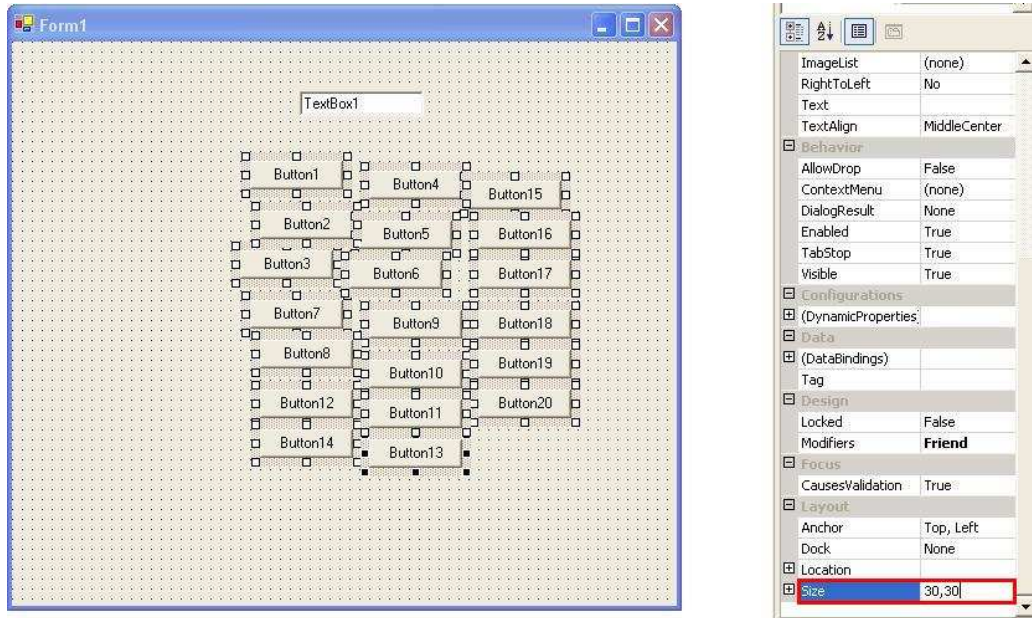 Form1
TextBox1
Button1
Button4
Button15
Button2
Button5
Button16
Button3
Button6
Button17
Button7
Button9
Button18
Button8
Button10
Button19
Button12
Button11
Button20
Button14
Button13
ImageList (none)
RightToLeft No
Text
TextAlign MiddleCenter
Behavior
AllowDrop False
ContextMenu (none)
DialogResult None
Enabled True
TabStop True
Visible True
Configurations
(DynamicProperties)
Data
(DataBindings)
Tag
Design
Locked False
Modifiers Friend
Focus
CausesValidation True
Layout
Anchor Top, Left
Dock None
Location
Size 30,30